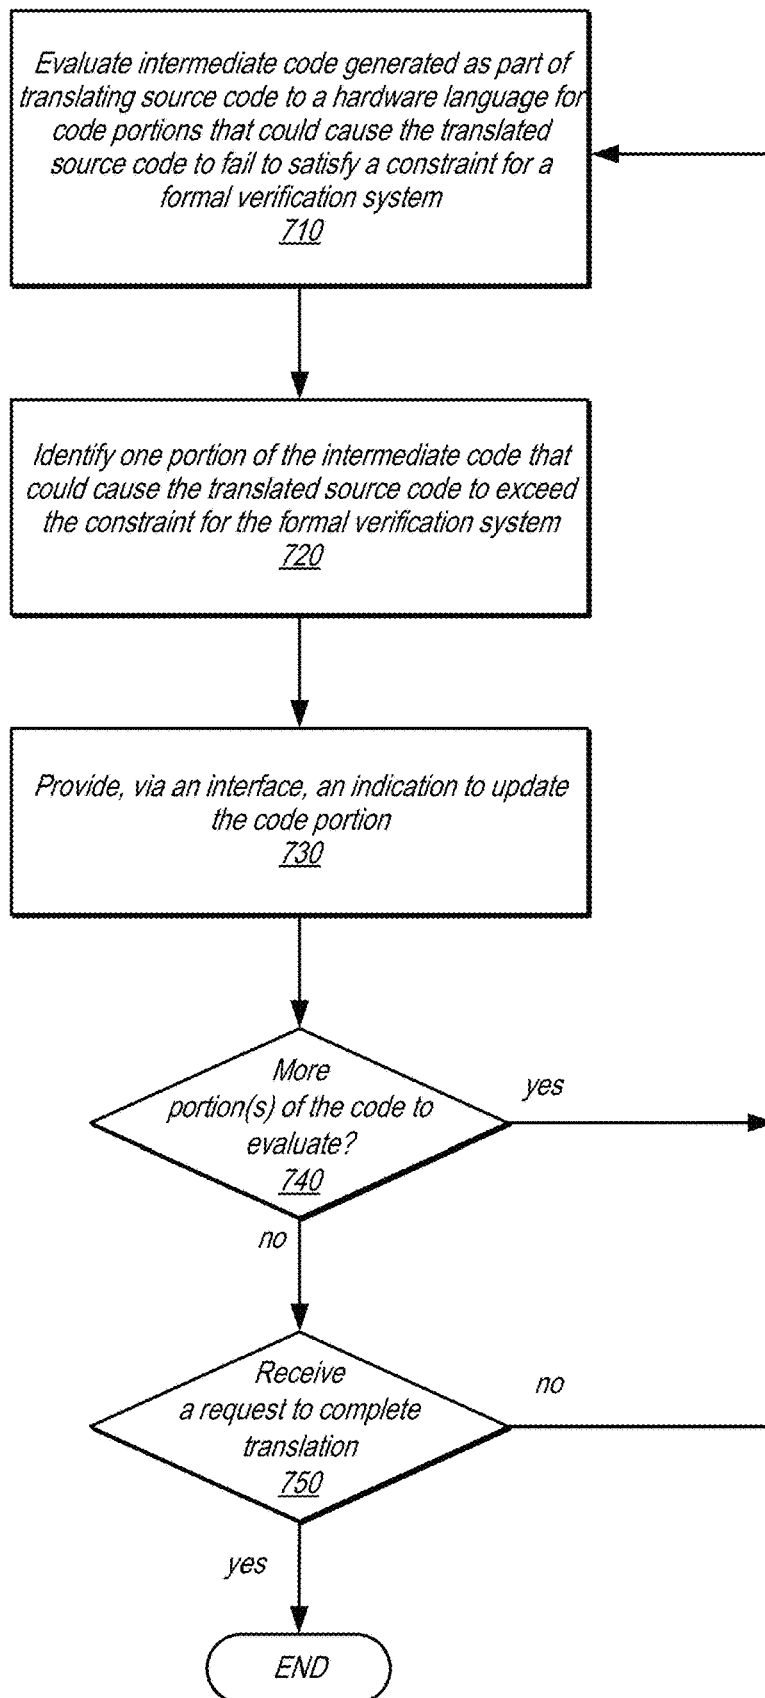 Evaluate intermediate code generated as part of
translating source code to a hardware language for
code portions that could cause the translated
source code to fail to satisfy a constraint for a
formal verification system
710
Identify one portion of the intermediate code that
could cause the translated source code to exceed
the constraint for the formal verification system
720
Provide, via an interface, an indication to update
the code portion
730
More
portion(s) of the code to
evaluate?
740
yes
no
Receive
a request to complete
translation
750
no
yes
END